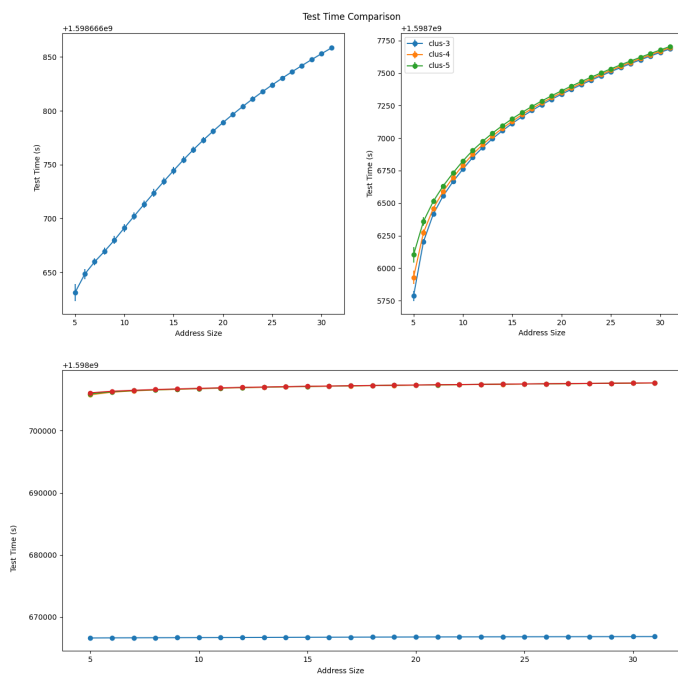 Test Time Comparison
+1.598666e9
850
800
750
700
650
Test Time (s)
5 10 15 20 25 30
Address Size
+1.5987e9
clus-3
clus-4
clus-5
7750
7500
7250
7000
6750
6500
6250
6000
5750
Test Time (s)
5 10 15 20 25 30
Address Size
+1.598e9
700000
690000
680000
670000
Test Time (s)
5 10 15 20 25 30
Address Size